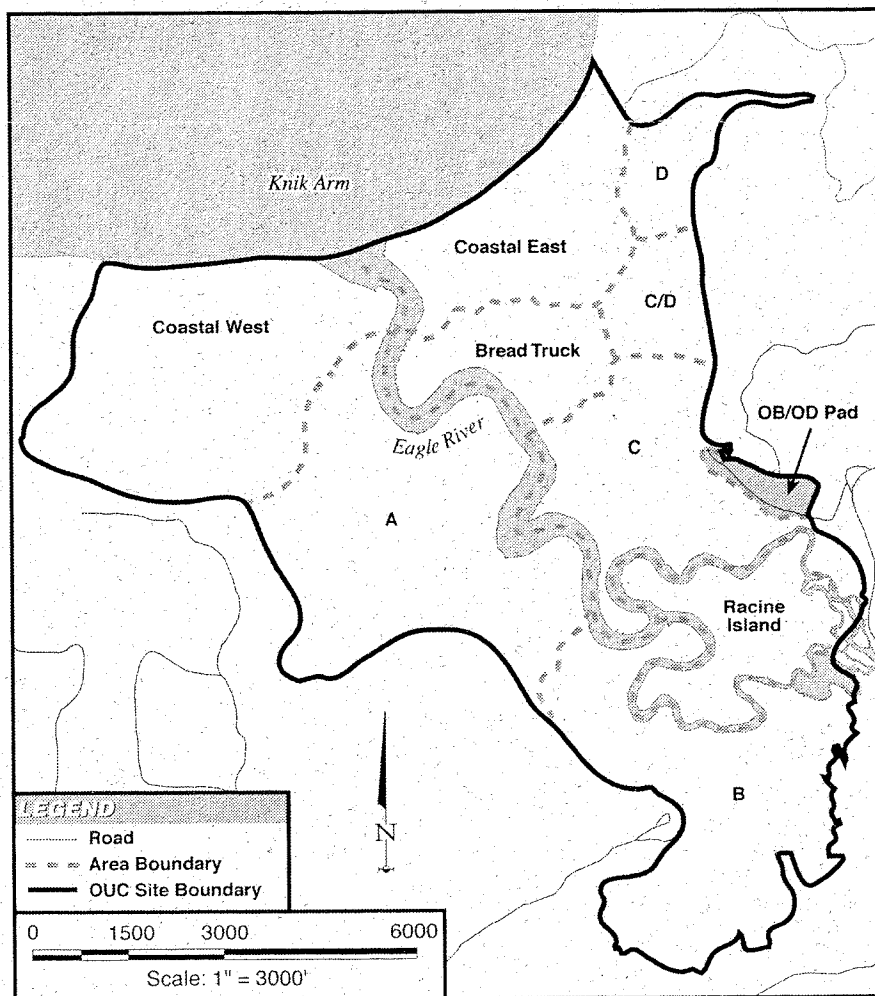 Knik Arm
D
Coastal East
C/D
Coastal West
Bread Truck
OB/OD Pad
Eagle River
C
A
Racine
Island
B
N
LEGEND
Road
Area Boundary
OUC Site Boundary
0 1500 3000 6000
Scale: 1" = 3000'